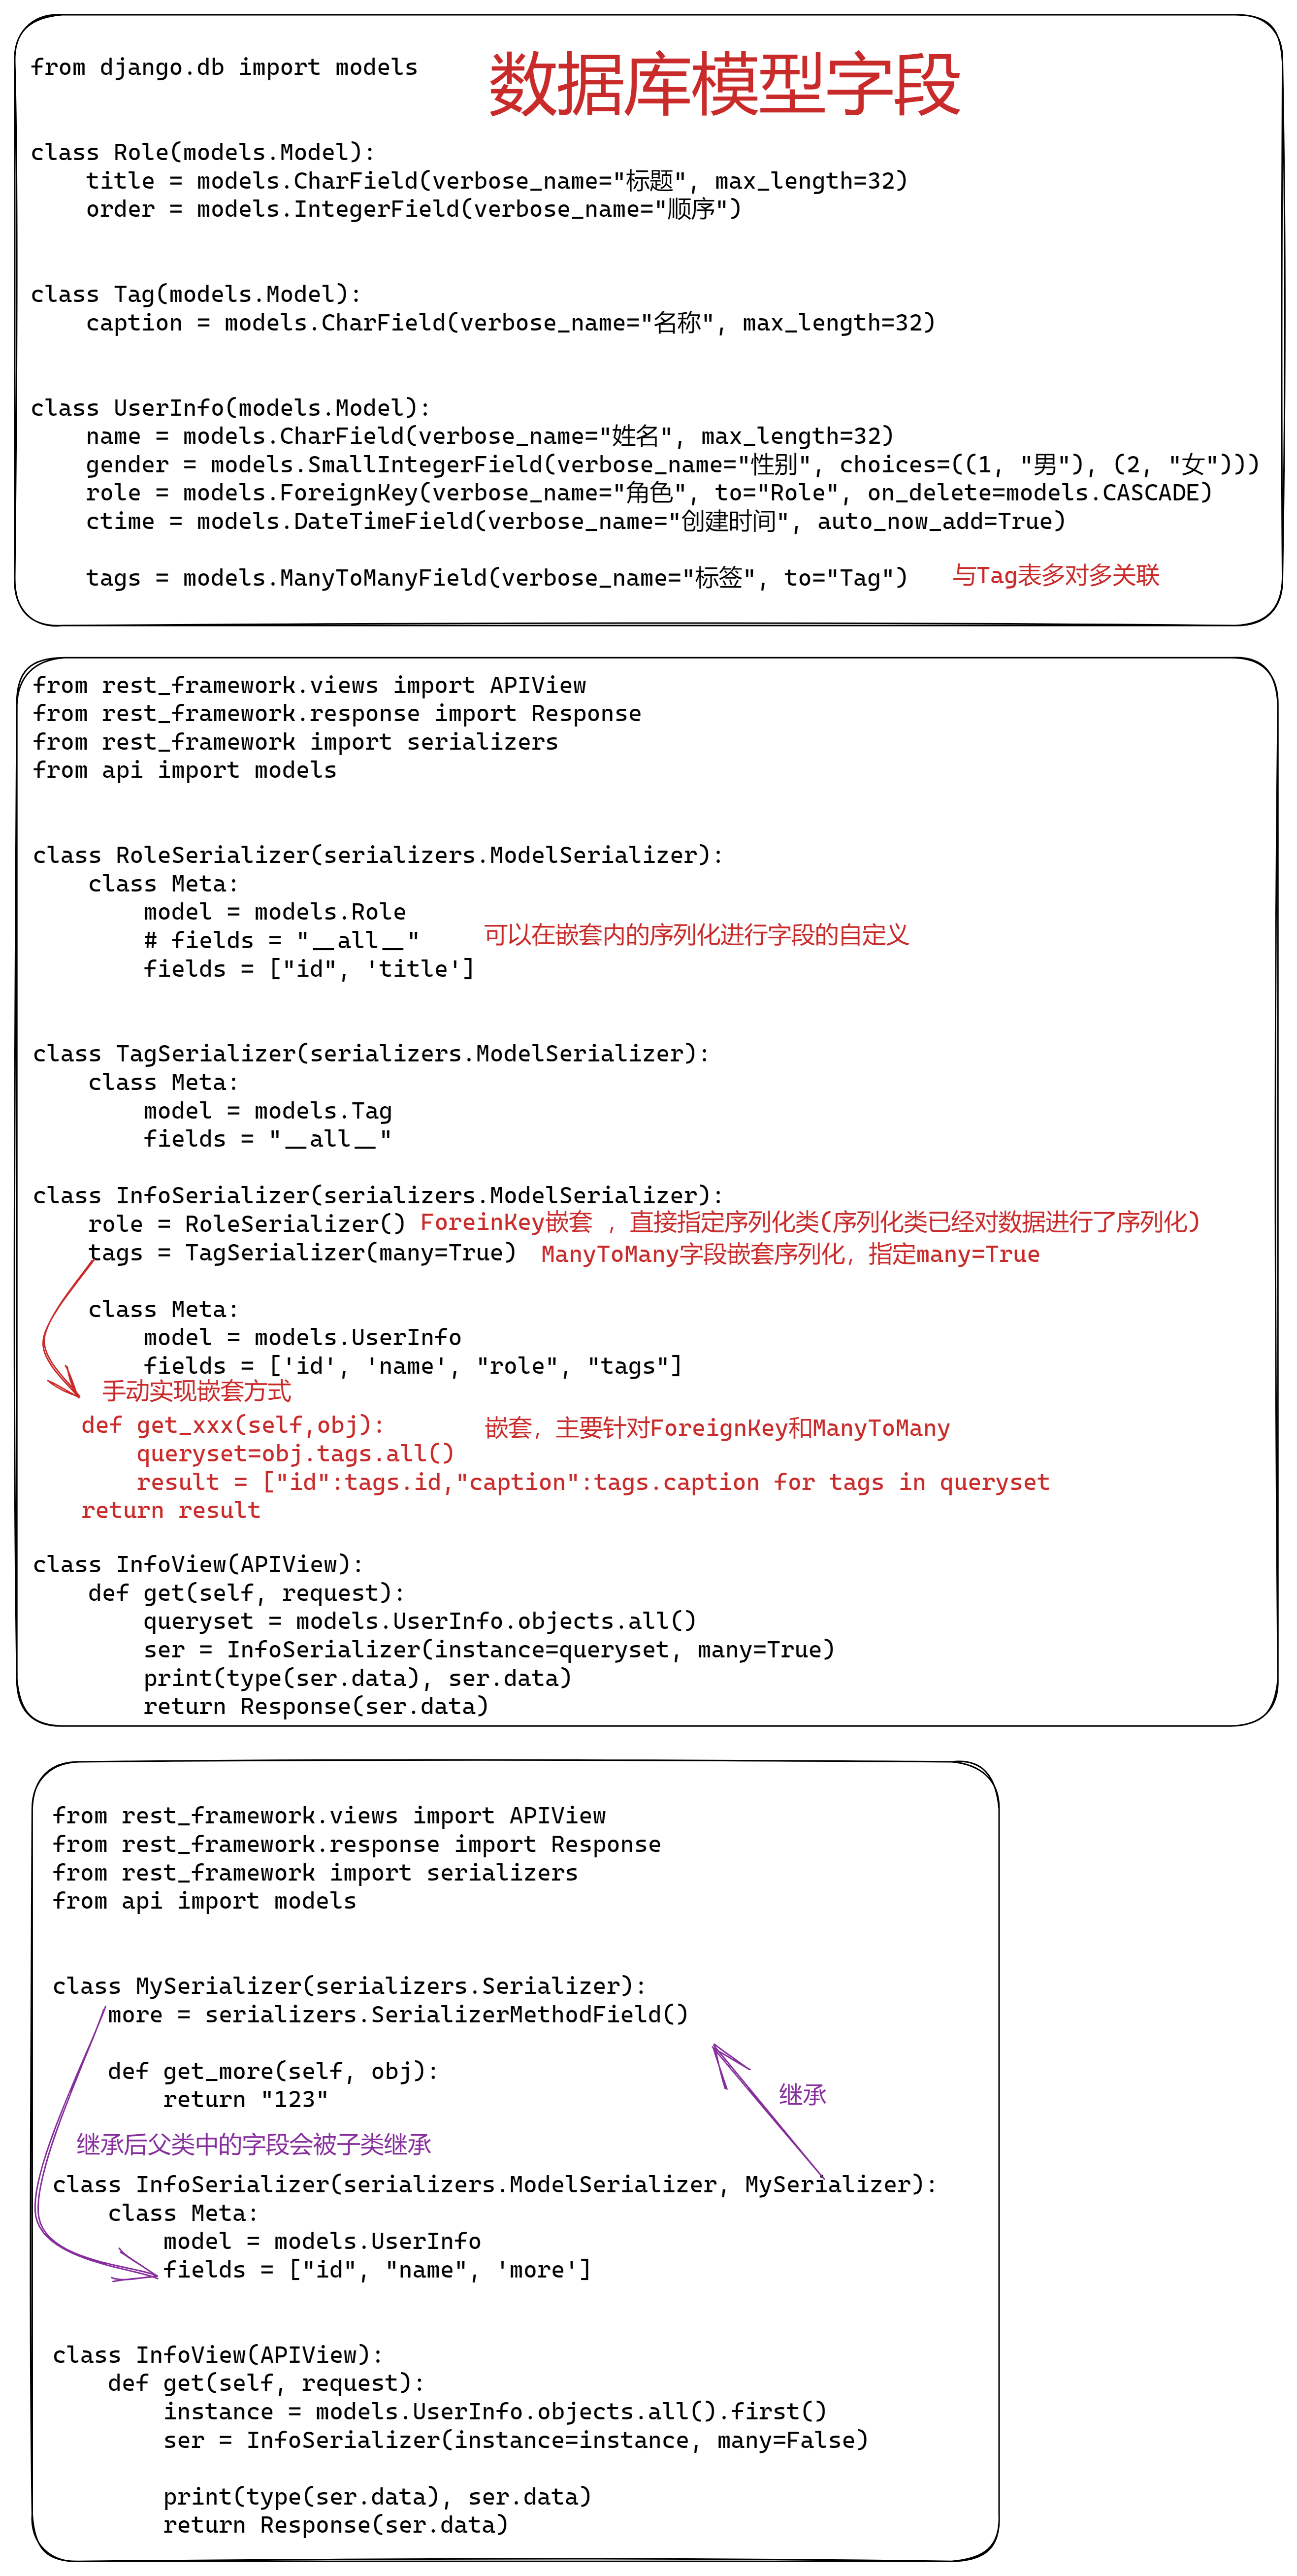 from django.db import models
数据库模型字段
class Role(models.Model):
    title = models.CharField(verbose_name="标题", max_length=32)
    order = models.IntegerField(verbose_name="顺序")
class Tag(models.Model):
    caption = models.CharField(verbose_name="名称", max_length=32)
class UserInfo(models.Model):
    name = models.CharField(verbose_name="姓名", max_length=32)
    gender = models.SmallIntegerField(verbose_name="性别", choices=((1, "男"), (2, "女")))
    role = models.ForeignKey(verbose_name="角色", to="Role", on_delete=models.CASCADE)
    ctime = models.DateTimeField(verbose_name="创建时间", auto_now_add=True)
    tags = models.ManyToManyField(verbose_name="标签", to="Tag") 与Tag表多对多关联
from rest_framework.views import APIView
from rest_framework.response import Response
from rest_framework import serializers
from api import models
class RoleSerializer(serializers.ModelSerializer):
    class Meta:
        model = models.Role
        # fields = "__all__" 可以在嵌套内的序列化进行字段的自定义
        fields = ["id", 'title']
class TagSerializer(serializers.ModelSerializer):
    class Meta:
        model = models.Tag
        fields = "__all__"
class InfoSerializer(serializers.ModelSerializer):
    role = RoleSerializer() ForeinKey嵌套 ，直接指定序列化类(序列化类已经对数据进行了序列化)
    tags = TagSerializer(many=True) ManyToMany字段嵌套序列化，指定many=True
    class Meta:
        model = models.UserInfo
        fields = ['id', 'name', "role", "tags"]
手动实现嵌套方式
    def get_xxx(self,obj): 嵌套，主要针对ForeignKey和ManyToMany
        queryset=obj.tags.all()
        result = ["id":tags.id,"caption":tags.caption for tags in queryset
    return result
class InfoView(APIView):
    def get(self, request):
        queryset = models.UserInfo.objects.all()
        ser = InfoSerializer(instance=queryset, many=True)
        print(type(ser.data), ser.data)
        return Response(ser.data)
from rest_framework.views import APIView
from rest_framework.response import Response
from rest_framework import serializers
from api import models
class MySerializer(serializers.Serializer):
    more = serializers.SerializerMethodField()
    def get_more(self, obj):
        return "123"
继承
继承后父类中的字段会被子类继承
class InfoSerializer(serializers.ModelSerializer, MySerializer):
    class Meta:
        model = models.UserInfo
        fields = ["id", "name", 'more']
class InfoView(APIView):
    def get(self, request):
        instance = models.UserInfo.objects.all().first()
        ser = InfoSerializer(instance=instance, many=False)
        print(type(ser.data), ser.data)
        return Response(ser.data)